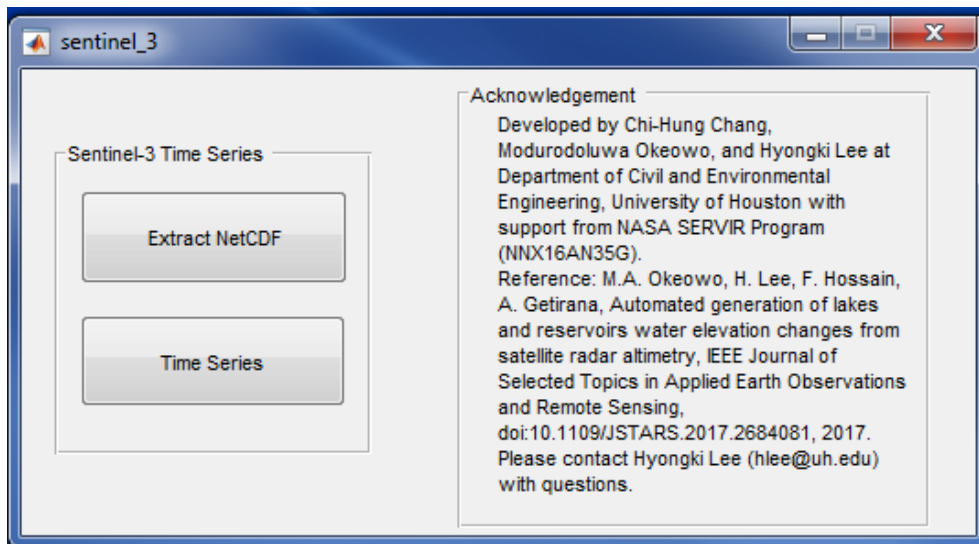 sentinel_3
Sentinel-3 Time Series
Extract NetCDF
Time Series
Acknowledgement
Developed by Chi-Hung Chang,
Modurodoluwa Okeowo, and Hyongki Lee at
Department of Civil and Environmental
Engineering, University of Houston with
support from NASA SERVIR Program
(NNX16AN35G).
Reference: M.A. Okeowo, H. Lee, F. Hossain,
A. Getirana, Automated generation of lakes
and reservoirs water elevation changes from
satellite radar altimetry, IEEE Journal of
Selected Topics in Applied Earth Observations
and Remote Sensing,
doi:10.1109/JSTARS.2017.2684081, 2017.
Please contact Hyongki Lee (hlee@uh.edu)
with questions.